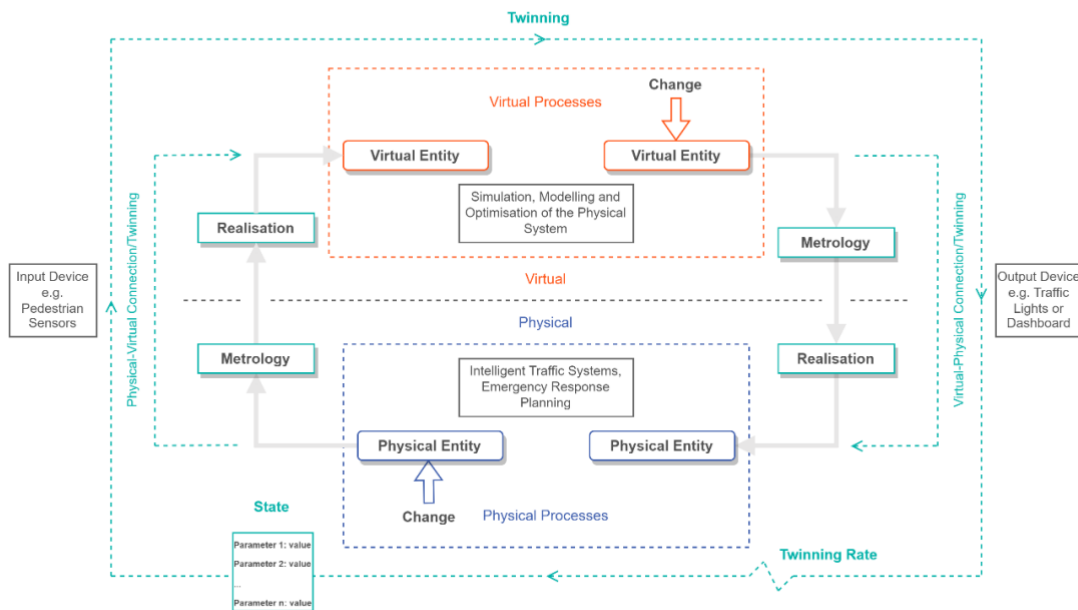 Twinning
Change
Virtual Processes
Virtual Entity
Virtual Entity
Simulation, Modelling and
Optimisation of the Physical
System
Realisation
Metrology
Physical-Virtual Connection/Twinning
Virtual-Physical Connection/Twinning
Input Device
e.g.
Pedestrian
Sensors
Output Device
e.g. Traffic
Lights or
Dashboard
Virtual
Physical
Metrology
Realisation
Intelligent Traffic Systems,
Emergency Response
Planning
Physical Entity
Physical Entity
Change
Physical Processes
State
Parameter 1: value
Parameter 2: value
...
Parameter n: value
Twinning Rate